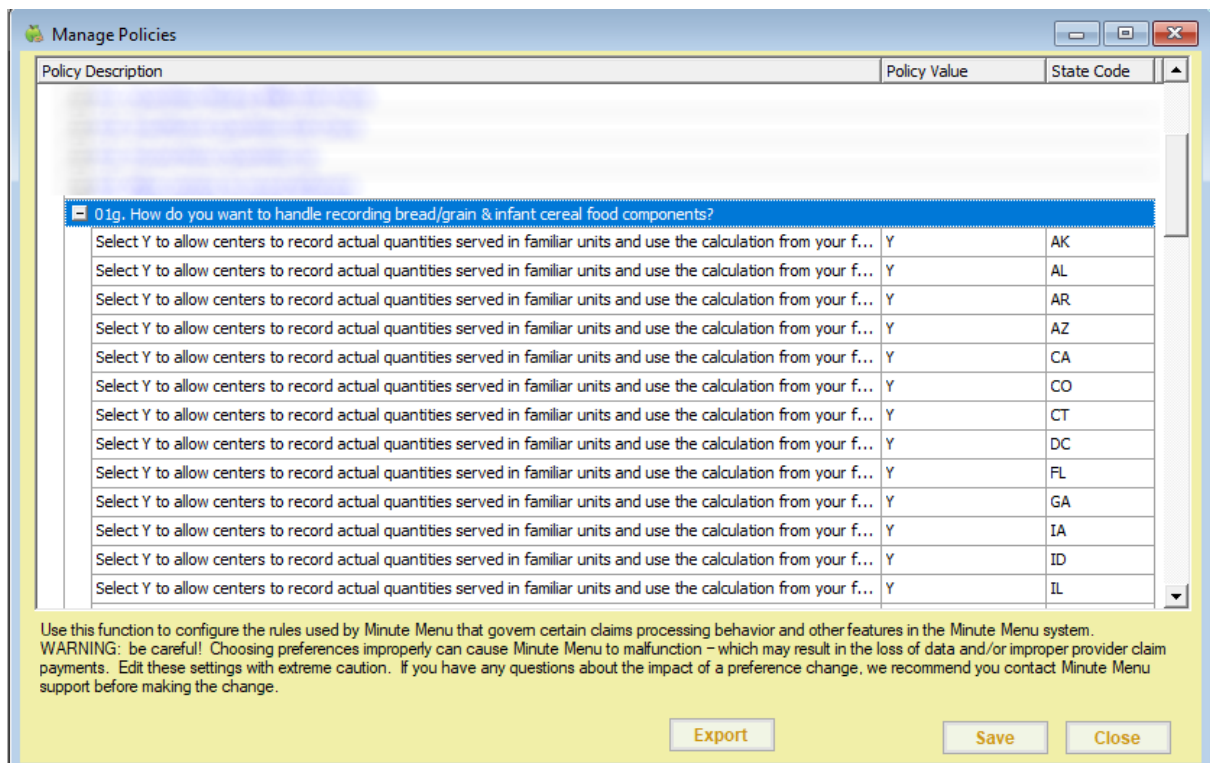 Manage Policies
Policy Description Policy Value State Code
01g. How do you want to handle recording bread/grain & infant cereal food components?
Select Y to allow centers to record actual quantities served in familiar units and use the calculation from your f... Y AK
Select Y to allow centers to record actual quantities served in familiar units and use the calculation from your f... Y AL
Select Y to allow centers to record actual quantities served in familiar units and use the calculation from your f... Y AR
Select Y to allow centers to record actual quantities served in familiar units and use the calculation from your f... Y AZ
Select Y to allow centers to record actual quantities served in familiar units and use the calculation from your f... Y CA
Select Y to allow centers to record actual quantities served in familiar units and use the calculation from your f... Y CO
Select Y to allow centers to record actual quantities served in familiar units and use the calculation from your f... Y CT
Select Y to allow centers to record actual quantities served in familiar units and use the calculation from your f... Y DC
Select Y to allow centers to record actual quantities served in familiar units and use the calculation from your f... Y FL
Select Y to allow centers to record actual quantities served in familiar units and use the calculation from your f... Y GA
Select Y to allow centers to record actual quantities served in familiar units and use the calculation from your f... Y IA
Select Y to allow centers to record actual quantities served in familiar units and use the calculation from your f... Y ID
Select Y to allow centers to record actual quantities served in familiar units and use the calculation from your f... Y IL
Use this function to configure the rules used by Minute Menu that govern certain claims processing behavior and other features in the Minute Menu system.
WARNING: be careful! Choosing preferences improperly can cause Minute Menu to malfunction – which may result in the loss of data and/or improper provider claim
payments. Edit these settings with extreme caution. If you have any questions about the impact of a preference change, we recommend you contact Minute Menu
support before making the change.
Export Save Close